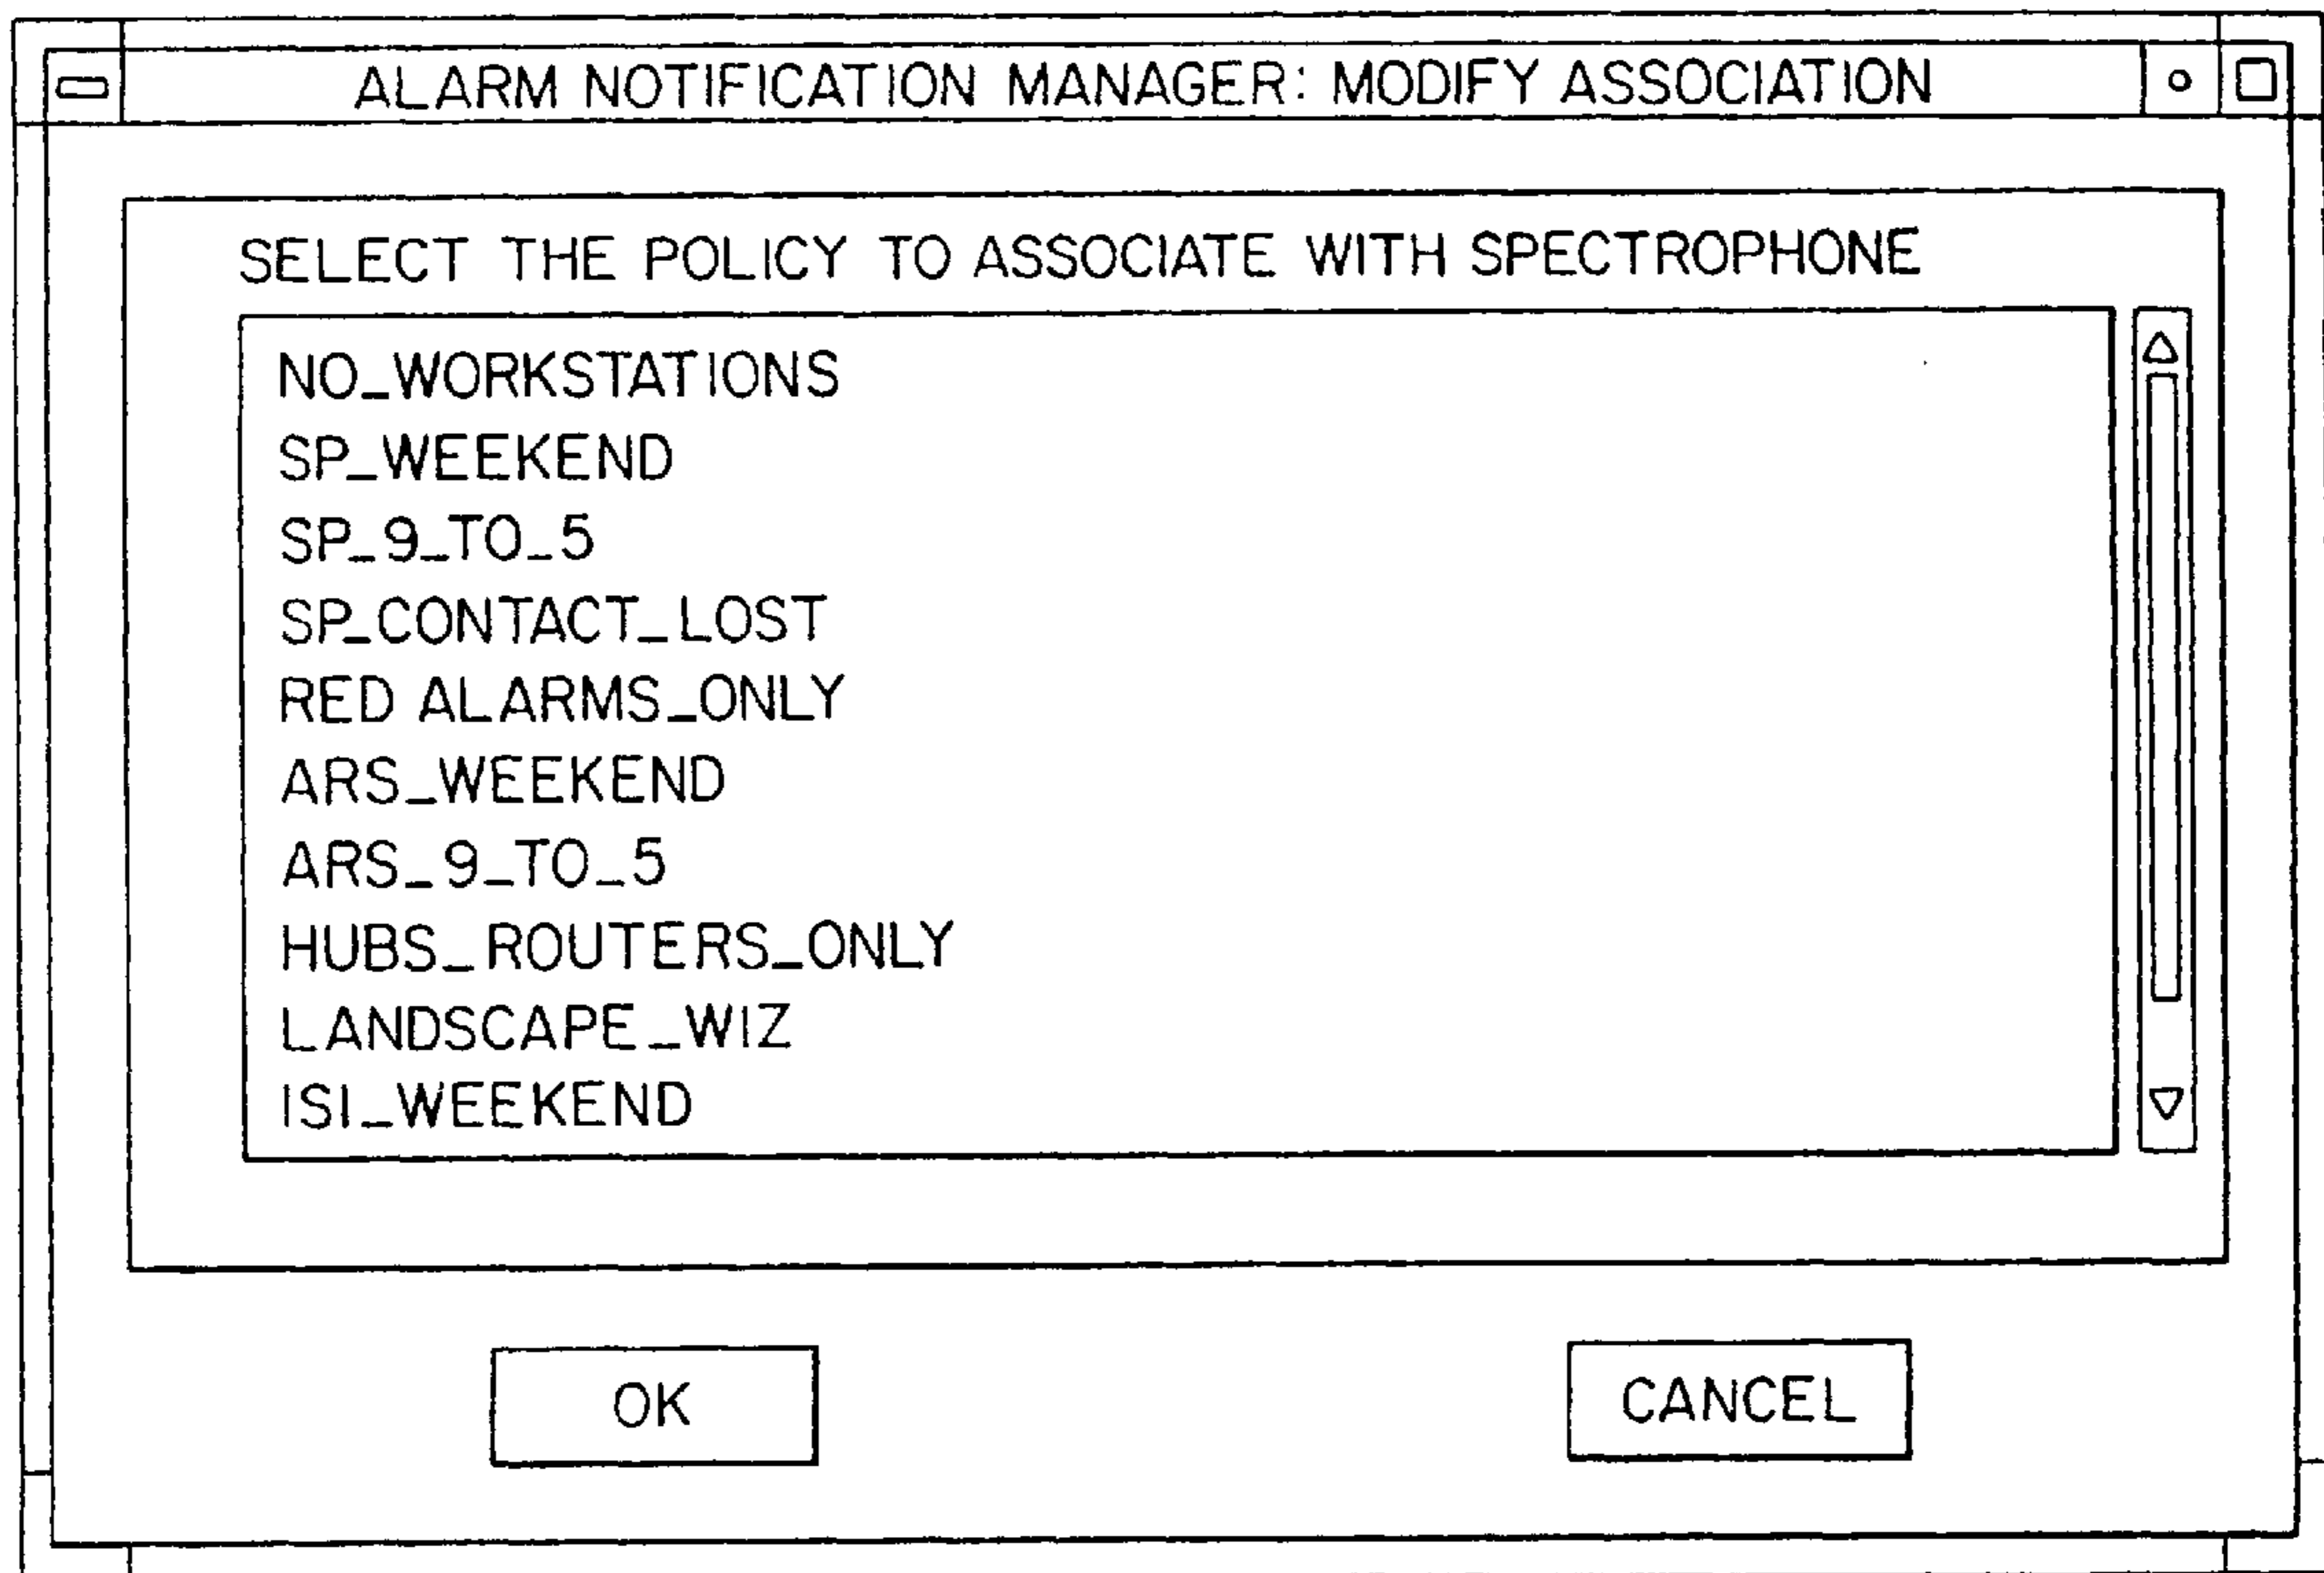 ALARM NOTIFICATION MANAGER: MODIFY ASSOCIATION
SELECT THE POLICY TO ASSOCIATE WITH SPECTROPHONE
NO_WORKSTATIONS
SP_WEEKEND
SP_9_TO_5
SP_CONTACT_LOST
RED ALARMS_ONLY
ARS_WEEKEND
ARS_9_TO_5
HUBS_ROUTERS_ONLY
LANDSCAPE_WIZ
ISI_WEEKEND
OK
CANCEL